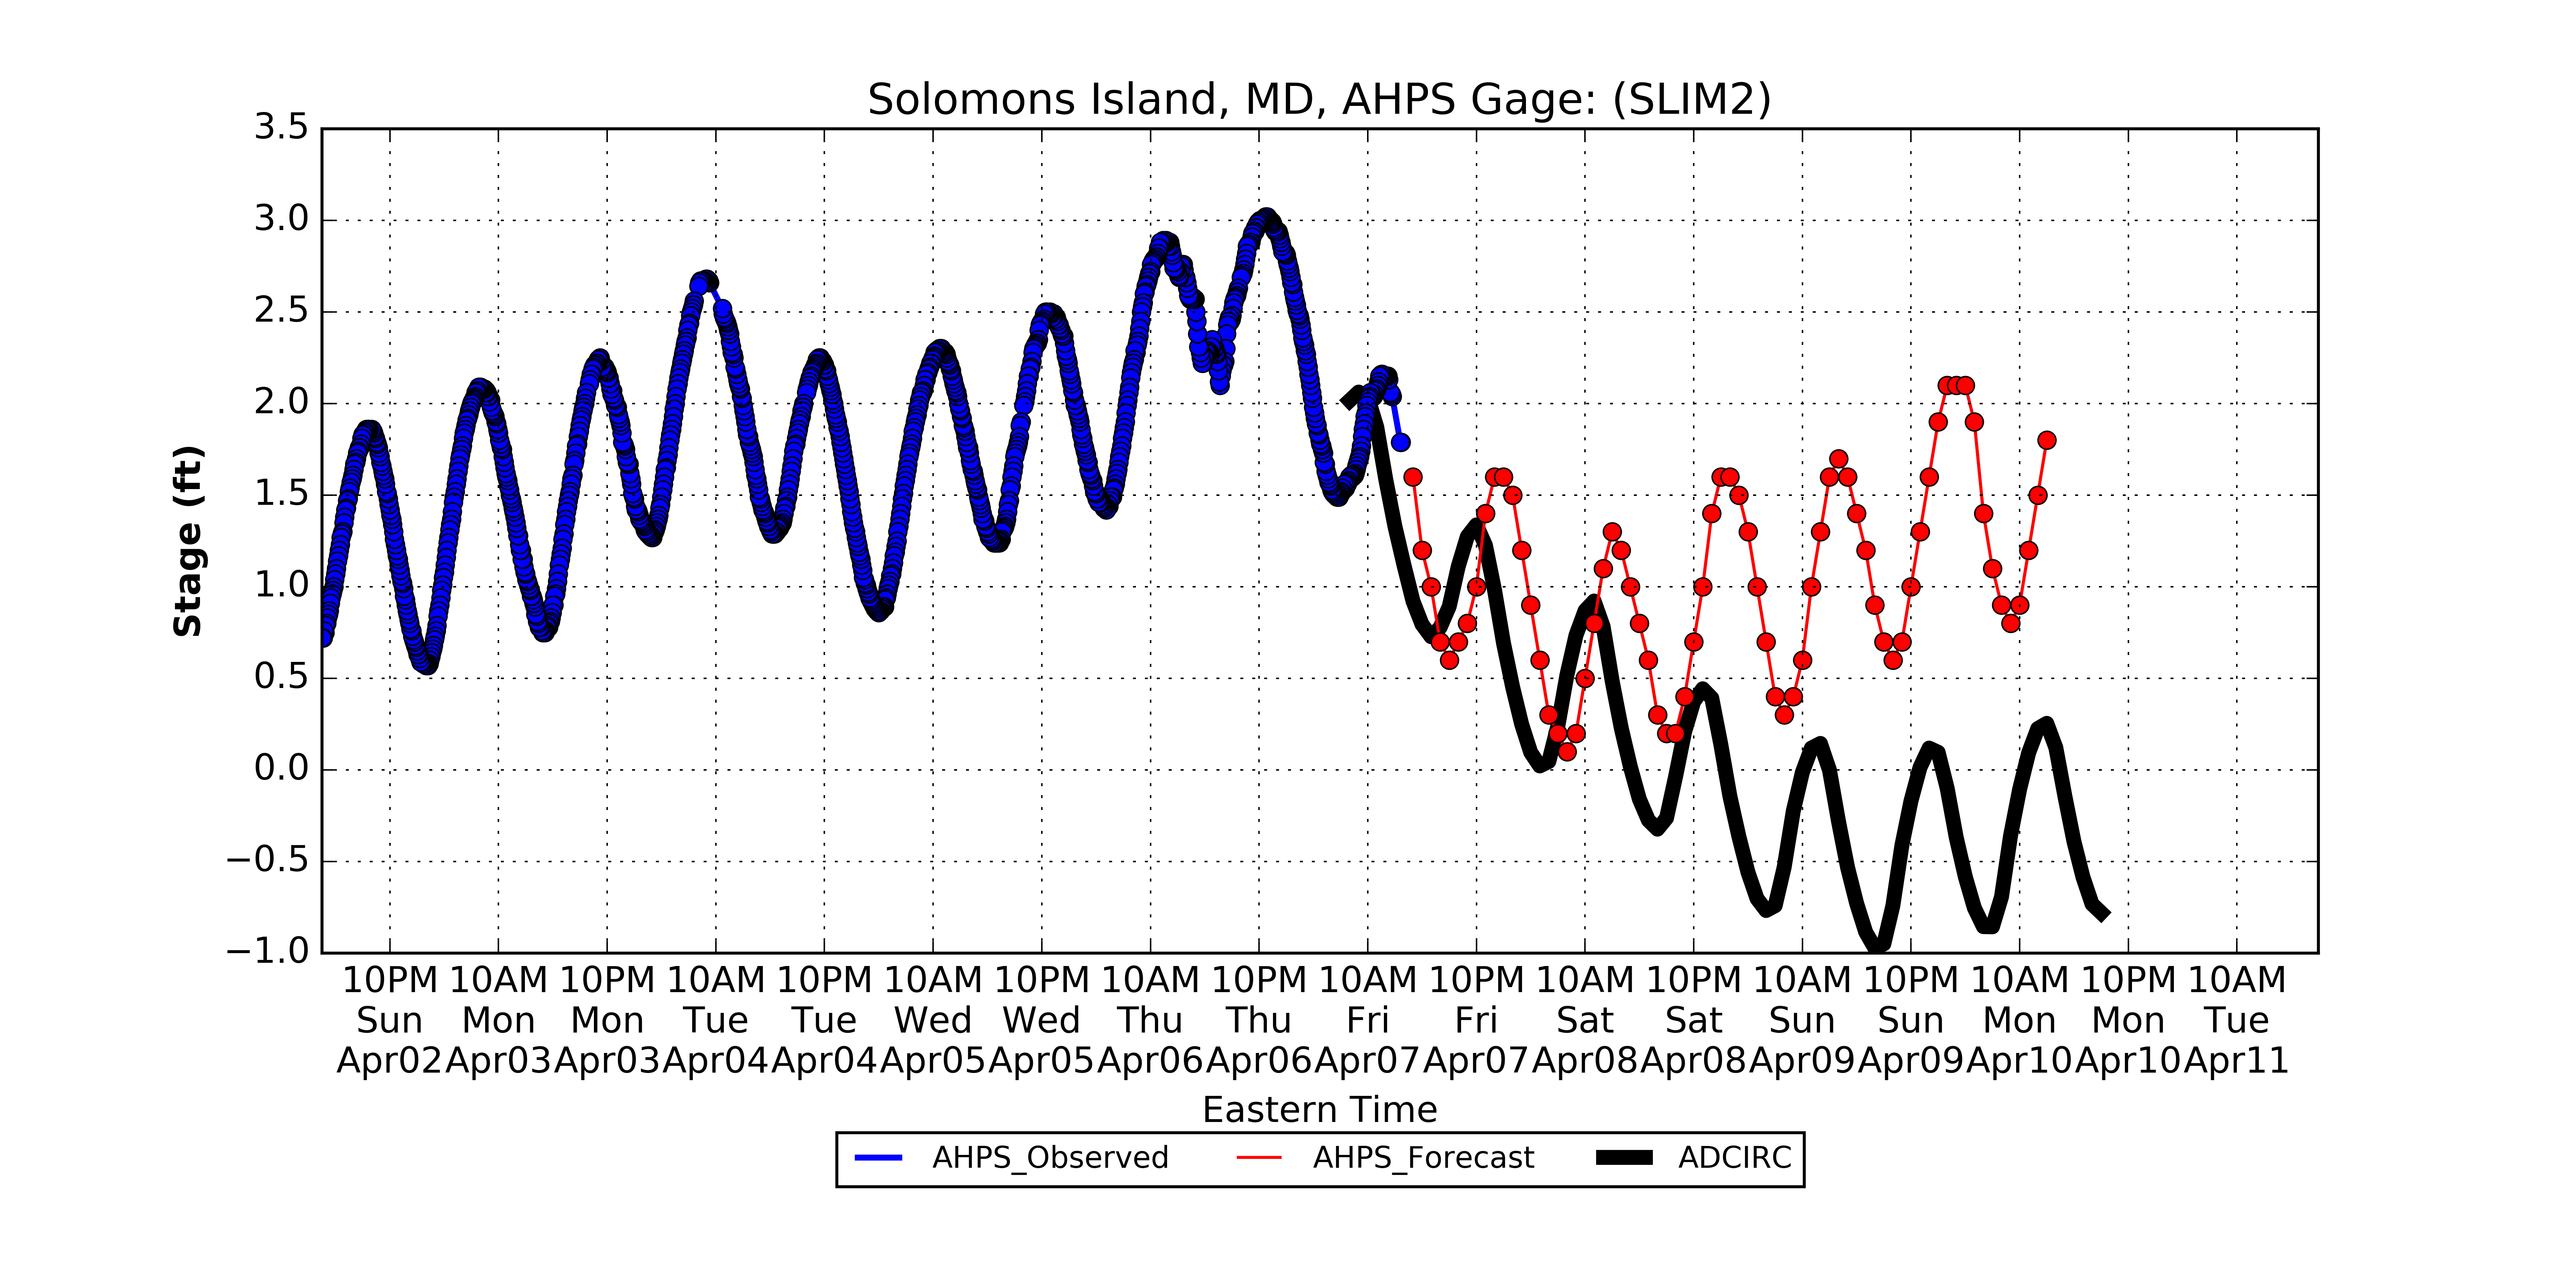 Solomons Island, MD, AHPS Gage: (SLIM2)
3.5
3.0
2.5
2.0
1.5
1.0
0.5
0.0
−0.5
−1.0
Stage (ft)
10PM 10AM 10PM 10AM 10PM 10AM 10PM 10AM 10PM 10AM 10PM 10AM 10PM 10AM 10PM 10AM 10PM 10AM
Sun Mon Mon Tue Tue Wed Wed Thu Thu Fri Fri Sat Sat Sun Sun Mon Mon Tue
Apr02 Apr03 Apr03 Apr04 Apr04 Apr05 Apr05 Apr06 Apr06 Apr07 Apr07 Apr08 Apr08 Apr09 Apr09 Apr10 Apr10 Apr11
Eastern Time
AHPS_Observed AHPS_Forecast ADCIRC